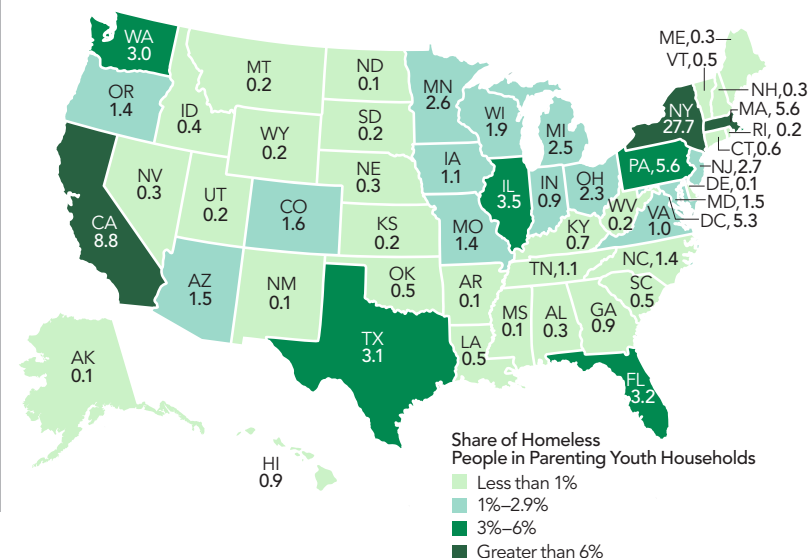 WA
3.0
OR
1.4
CA
8.8
NV
0.3
ID
0.4
MT
0.2
WY
0.2
UT
0.2
AZ
1.5
CO
1.6
NM
0.1
ND
0.1
SD
0.2
NE
0.3
KS
0.2
OK
0.5
TX
3.1
MN
2.6
IA
1.1
MO
1.4
AR
0.1
LA
0.5
WI
1.9
IL
3.5
MI
2.5
IN
0.9
OH
2.3
KY
0.7
TN,1.1
MS
0.1
AL
0.3
GA
0.9
FL
3.2
SC
0.5
NC,1.4
VA
1.0
WV
0.2
PA,5.6
NY
27.7
ME,0.3
VT,0.5
NH,0.3
MA, 5.6
RI, 0.2
CT,0.6
NJ,2.7
DE,0.1
MD, 1.5
DC, 5.3
AK
0.1
HI
0.9
Share of Homeless
People in Parenting Youth Households
Less than 1%
1%–2.9%
3%–6%
Greater than 6%